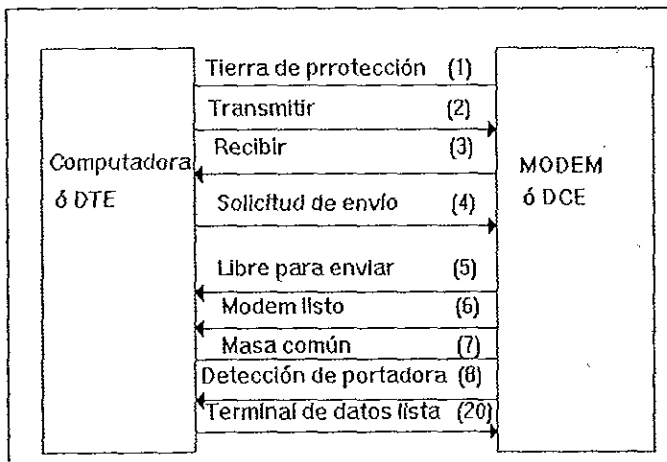 Tierra de prrotección (1)
Transmitir (2)
Recibir (3)
Computadora
ó DTE
MODEM
ó DCE
Solicitud de envío (4)
Libre para enviar (5)
Modem listo (6)
Masa común (7)
Detección de portadora (8)
Terminal de datos lista (20)